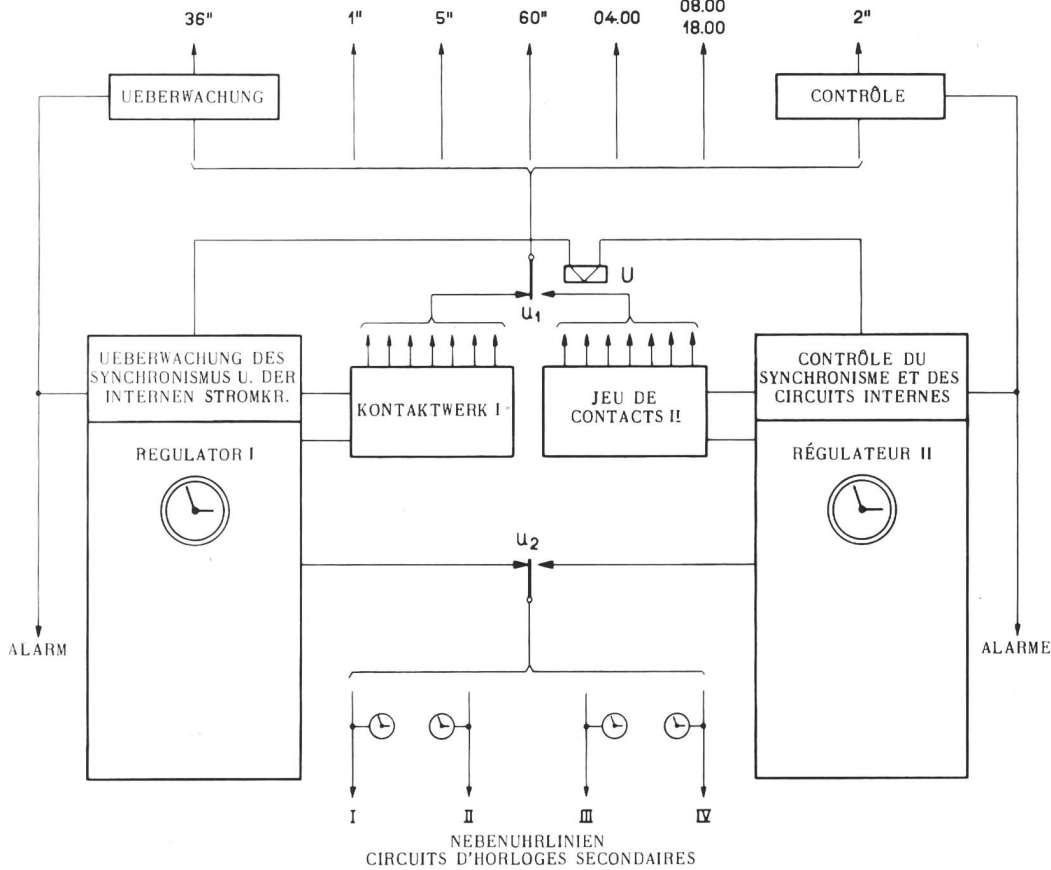 36" 1" 5" 60" 04.00 08.00 2"
18.00
UEBERWACHUNG
CONTRÔLE
U
u1
UEBERWACHUNG DES
SYNCHRONISMUS U. DER
INTERNEN STROMKR.
KONTAKTWERK I
JEU DE
CONTACTS II
CONTRÔLE DU
SYNCHRONISME ET DES
CIRCUITS INTERNES
REGULATOR I
RÉGULATEUR II
u2
ALARM
ALARME
I II III IV
NEBENUHRLINIEN
CIRCUITS D'HORLOGES SECONDAIRES